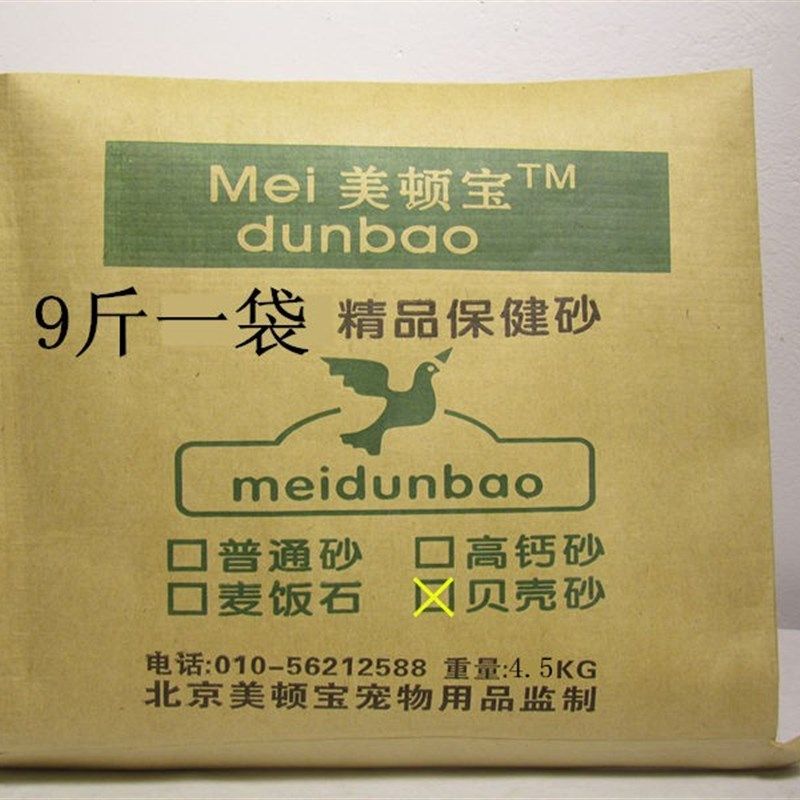 Mei 美顿宝™
dunbao
9斤一袋 精品保健砂
meidunbao
普通砂 高钙砂
麦饭石 贝壳砂
电话:010-56212588 重量:4.5KG
北京美顿宝宠物用品监制